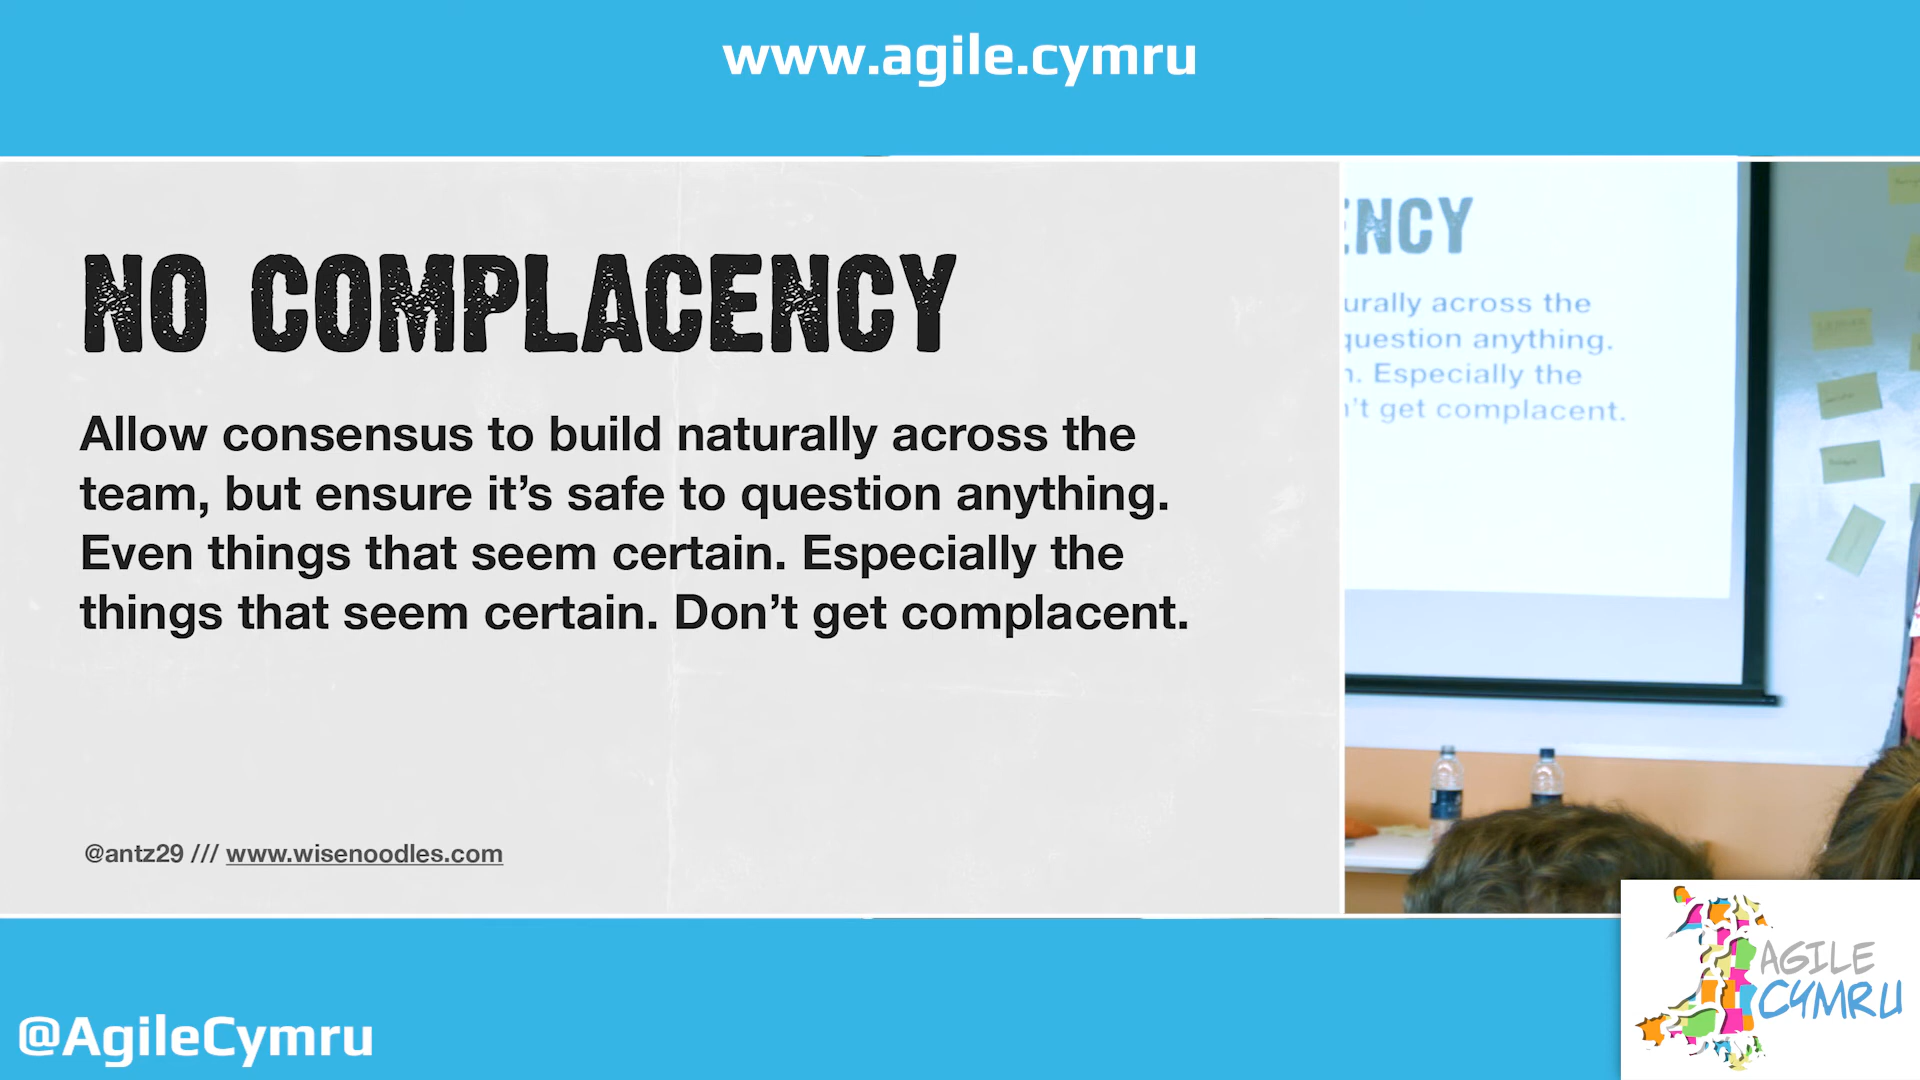 www.agile.cymru
NO COMPLACENCY
Allow consensus to build naturally across the
team, but ensure it’s safe to question anything.
Even things that seem certain. Especially the
things that seem certain. Don’t get complacent.
@antz29 /// www.wisenoodles.com
ENCY
urally across the
question anything.
n. Especially the
n’t get complacent.
@AgileCymru
AGILE
CYMRU